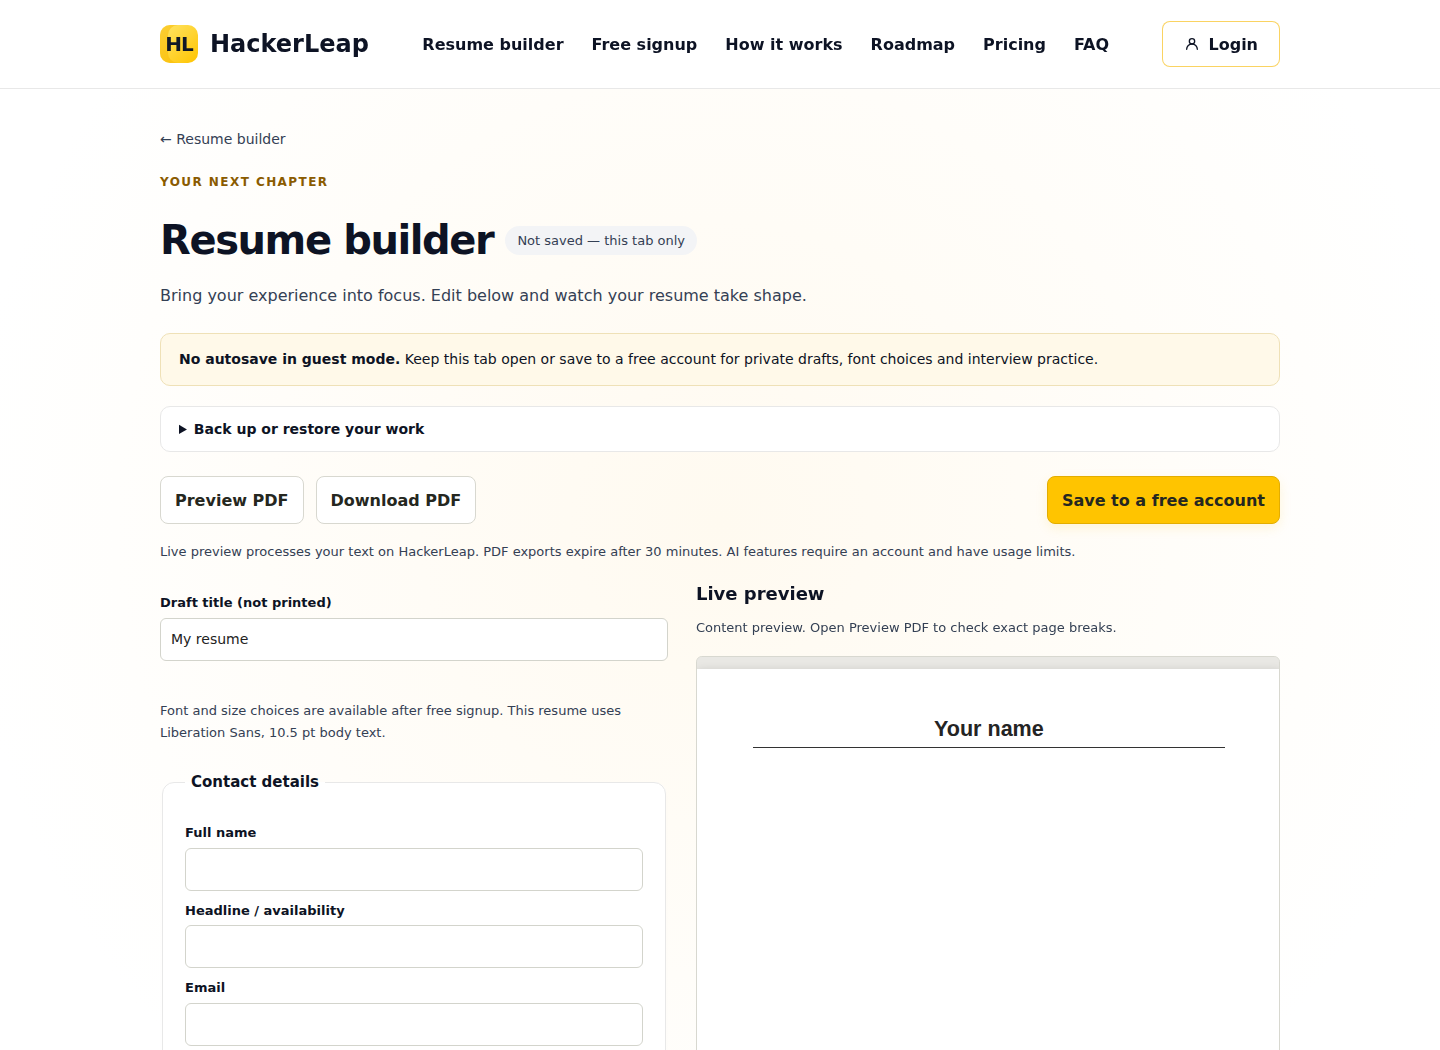 HL HackerLeap Resume builder Free signup How it works Roadmap Pricing FAQ Login
← Resume builder
YOUR NEXT CHAPTER
Resume builder Not saved — this tab only
Bring your experience into focus. Edit below and watch your resume take shape.
No autosave in guest mode. Keep this tab open or save to a free account for private drafts, font choices and interview practice.
Back up or restore your work
Preview PDF Download PDF Save to a free account
Live preview processes your text on HackerLeap. PDF exports expire after 30 minutes. AI features require an account and have usage limits.
Draft title (not printed)
My resume
Font and size choices are available after free signup. This resume uses
Liberation Sans, 10.5 pt body text.
Contact details
Full name
Headline / availability
Email
Live preview
Content preview. Open Preview PDF to check exact page breaks.
Your name